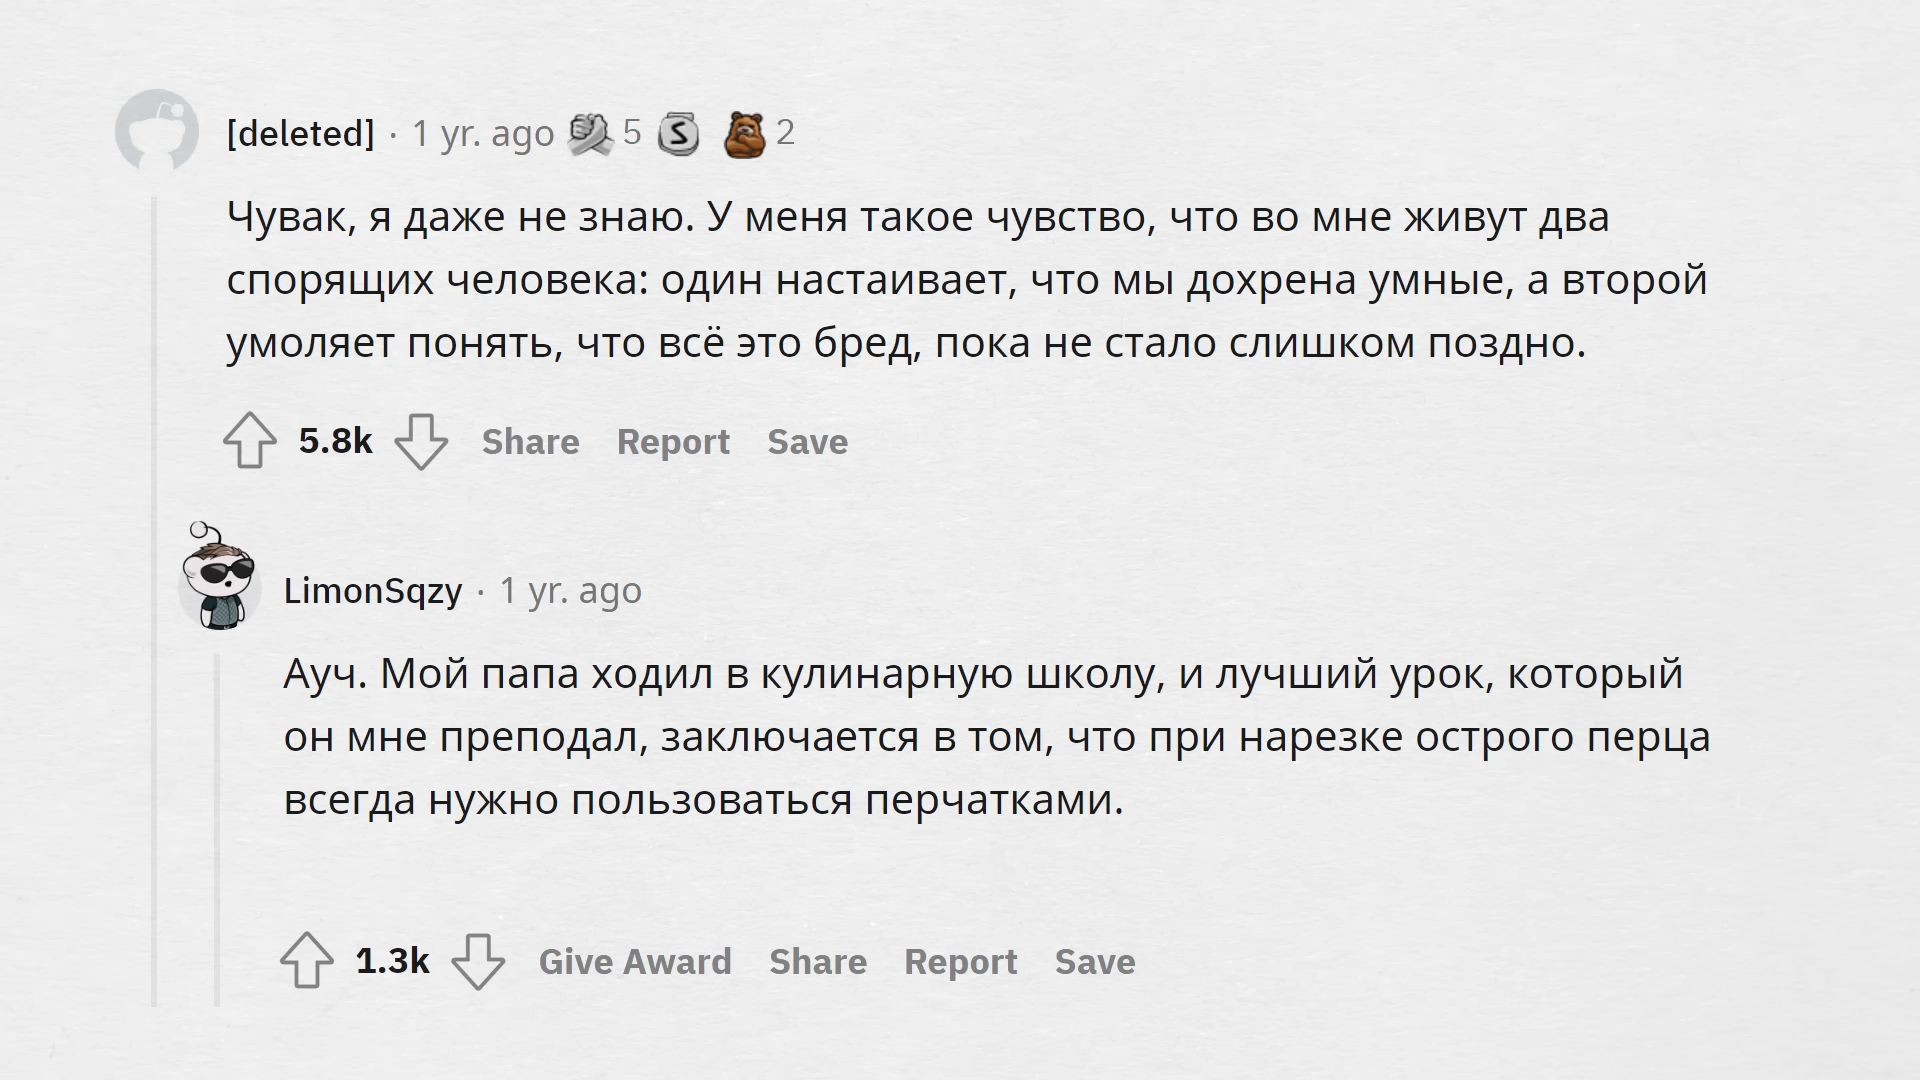 [deleted] · 1 yr. ago 5 S 2
Чувак, я даже не знаю. У меня такое чувство, что во мне живут два
спорящих человека: один настаивает, что мы дохрена умные, а второй
умоляет понять, что всё это бред, пока не стало слишком поздно.
5.8k Share Report Save
LimonSqzy · 1 yr. ago
Ауч. Мой папа ходил в кулинарную школу, и лучший урок, который
он мне преподал, заключается в том, что при нарезке острого перца
всегда нужно пользоваться перчатками.
1.3k Give Award Share Report Save